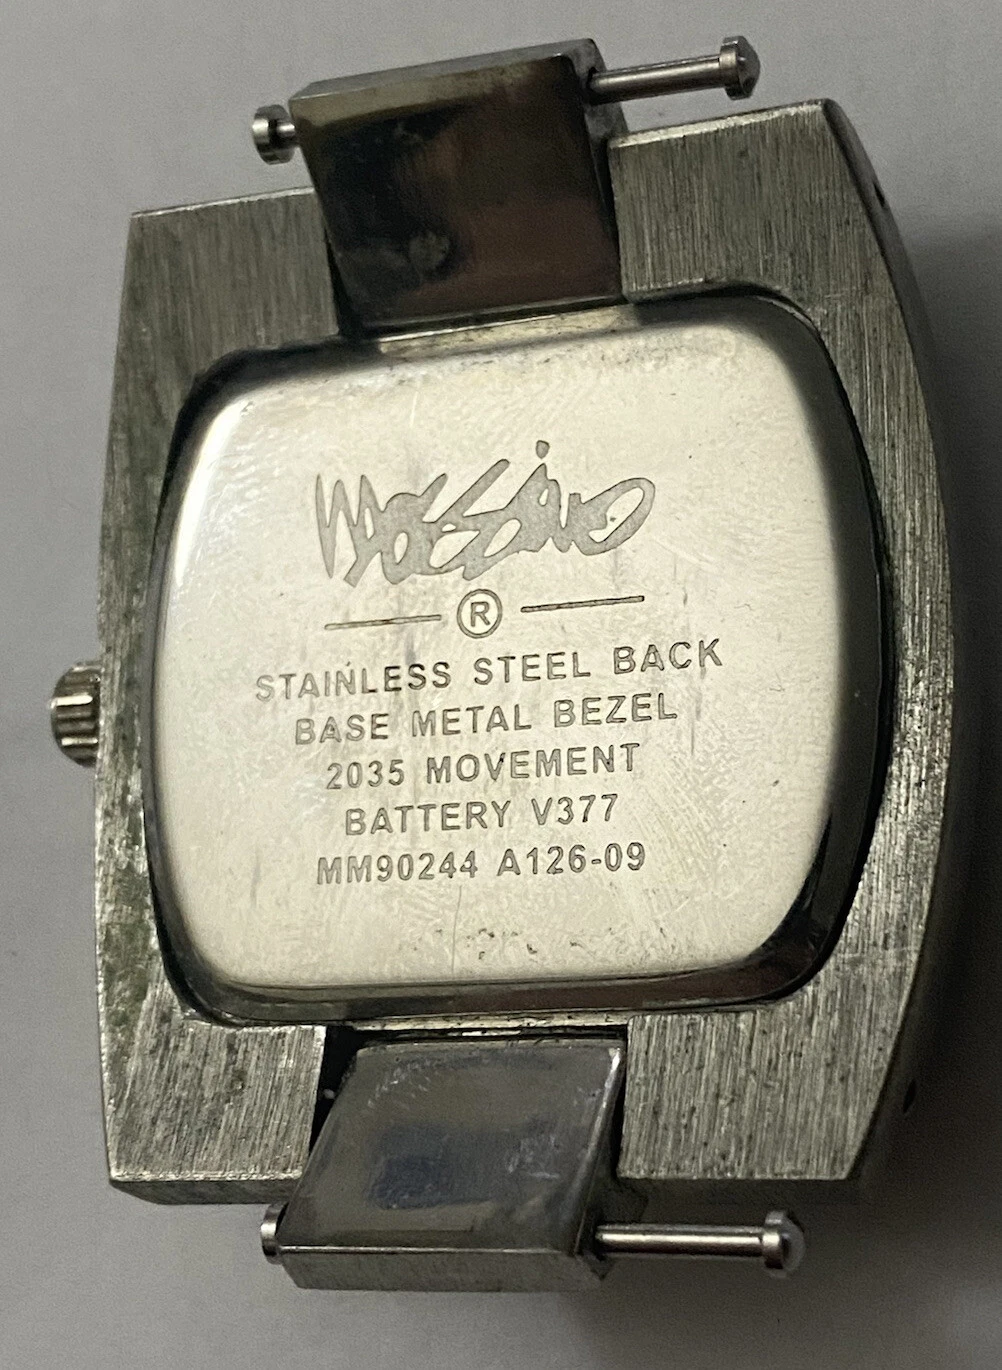 Mossimo
®
STAINLESS STEEL BACK
BASE METAL BEZEL
2035 MOVEMENT
BATTERY V377
MM90244 A126-09